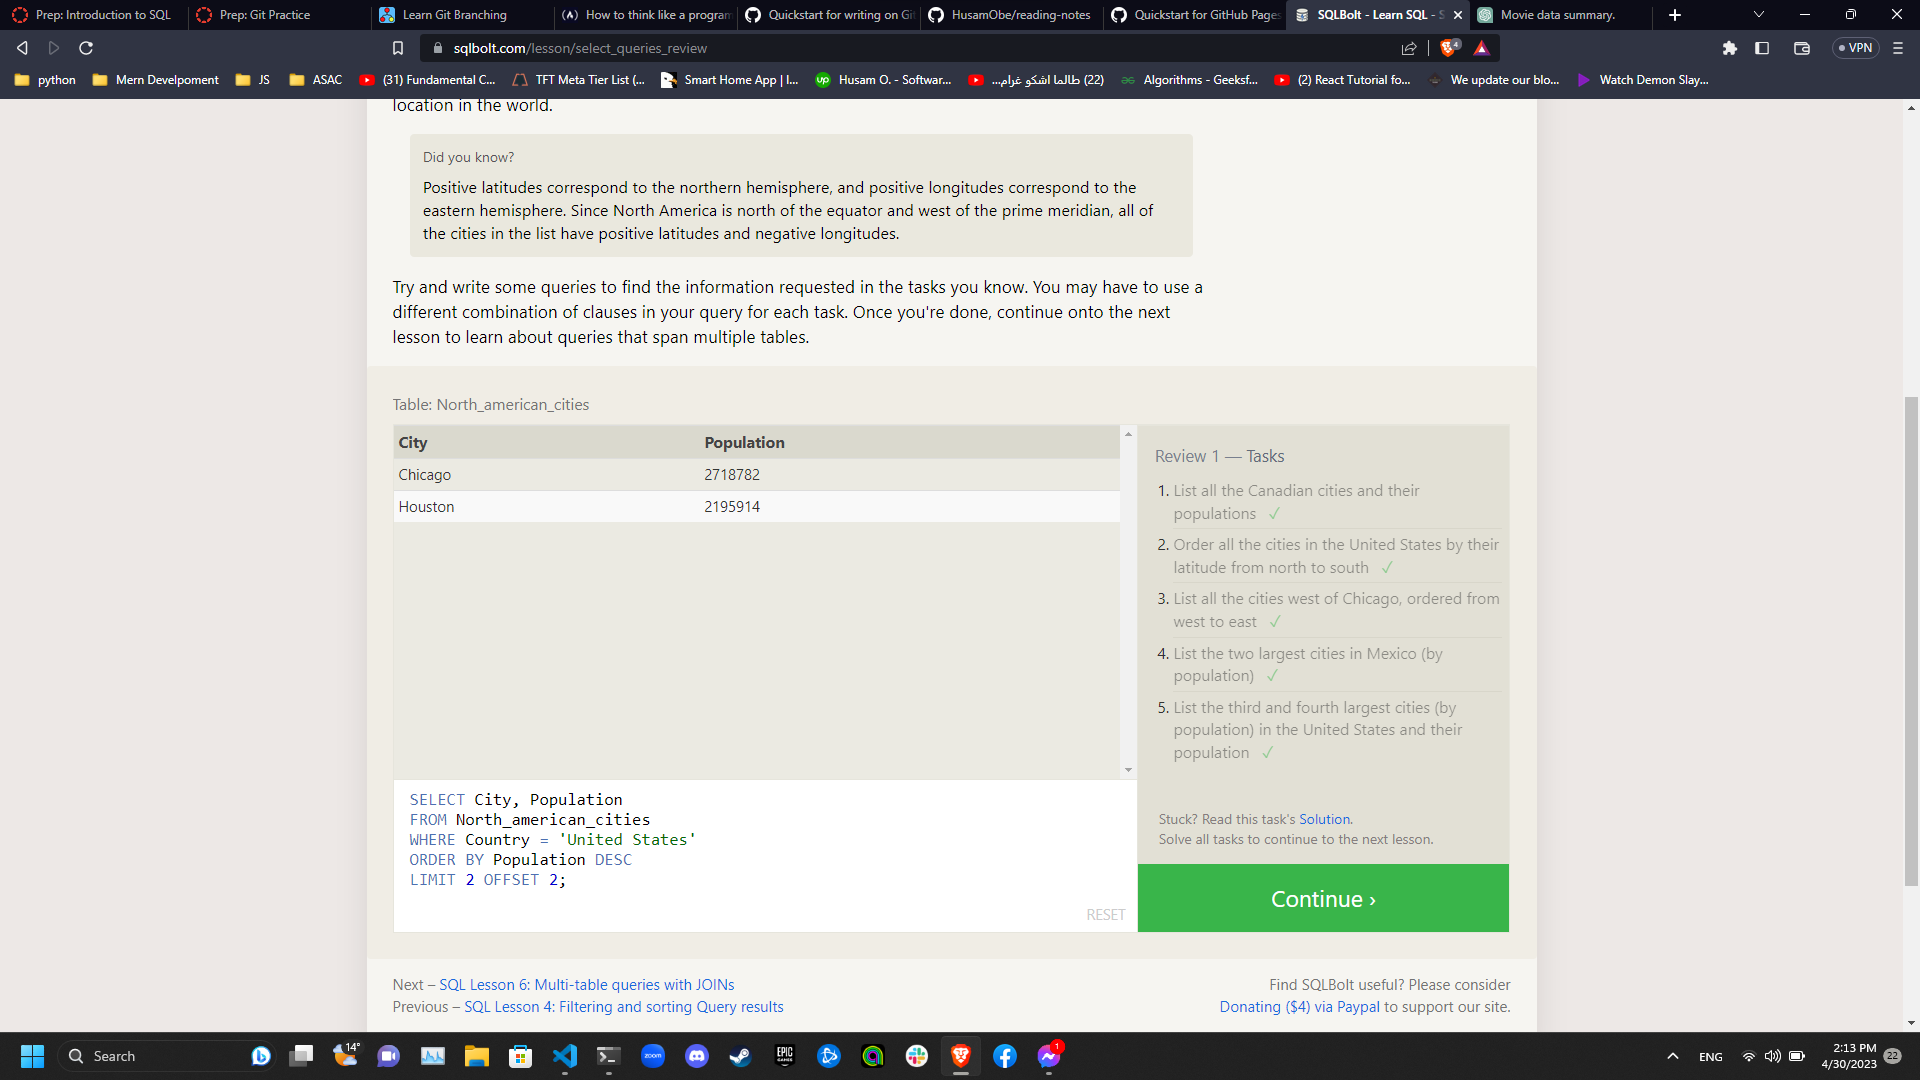 Prep: Introduction to SQL
Prep: Git Practice
Learn Git Branching
How to think like a program
Quickstart for writing on Git
HusamObe/reading-notes
Quickstart for GitHub Pages
SQLBolt - Learn SQL - S
Movie data summary.
sqlbolt.com/lesson/select_queries_review
4
VPN
python
Mern Develpoment
JS
ASAC
(31) Fundamental C...
TFT Meta Tier List (...
Smart Home App | I...
up
Husam O. - Softwar...
(22) طالما اشكو غرام...
Algorithms - Geeksf...
(2) React Tutorial fo...
We update our blo...
Watch Demon Slay...
location in the world.
Did you know?
Positive latitudes correspond to the northern hemisphere, and positive longitudes correspond to the
eastern hemisphere. Since North America is north of the equator and west of the prime meridian, all of
the cities in the list have positive latitudes and negative longitudes.
Try and write some queries to find the information requested in the tasks you know. You may have to use a
different combination of clauses in your query for each task. Once you're done, continue onto the next
lesson to learn about queries that span multiple tables.
Table: North_american_cities
City Population
Chicago 2718782
Houston 2195914
SELECT City, Population
FROM North_american_cities
WHERE Country = 'United States'
ORDER BY Population DESC
LIMIT 2 OFFSET 2;
RESET
Review 1 — Tasks
1. List all the Canadian cities and their
populations ✓
2. Order all the cities in the United States by their
latitude from north to south ✓
3. List all the cities west of Chicago, ordered from
west to east ✓
4. List the two largest cities in Mexico (by
population) ✓
5. List the third and fourth largest cities (by
population) in the United States and their
population ✓
Stuck? Read this task's Solution.
Solve all tasks to continue to the next lesson.
Continue ›
Next – SQL Lesson 6: Multi-table queries with JOINs
Previous – SQL Lesson 4: Filtering and sorting Query results
Find SQLBolt useful? Please consider
Donating ($4) via Paypal to support our site.
Search
14°
zoom
EPIC
GAMES
1
ENG
2:13 PM
4/30/2023
22